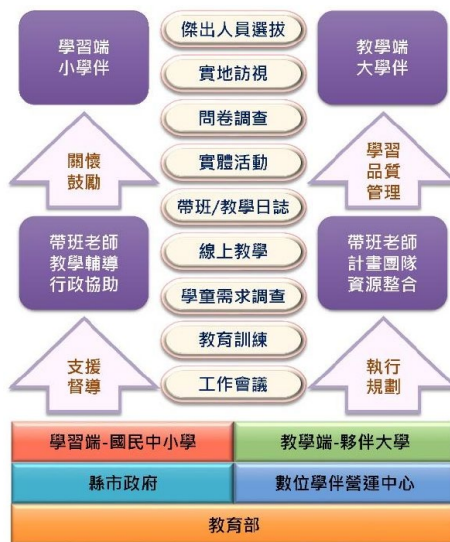 學習端
小學伴
傑出人員選拔
教學端
大學伴
實地訪視
問卷調查
關懷
鼓勵
實體活動
學習
品質
管理
帶班/教學日誌
帶班老師
教學輔導
行政協助
線上教學
帶班老師
計畫團隊
資源整合
學童需求調查
教育訓練
支援
督導
工作會議
執行
規劃
學習端-國民中小學
教學端-夥伴大學
縣市政府
數位學伴營運中心
教育部